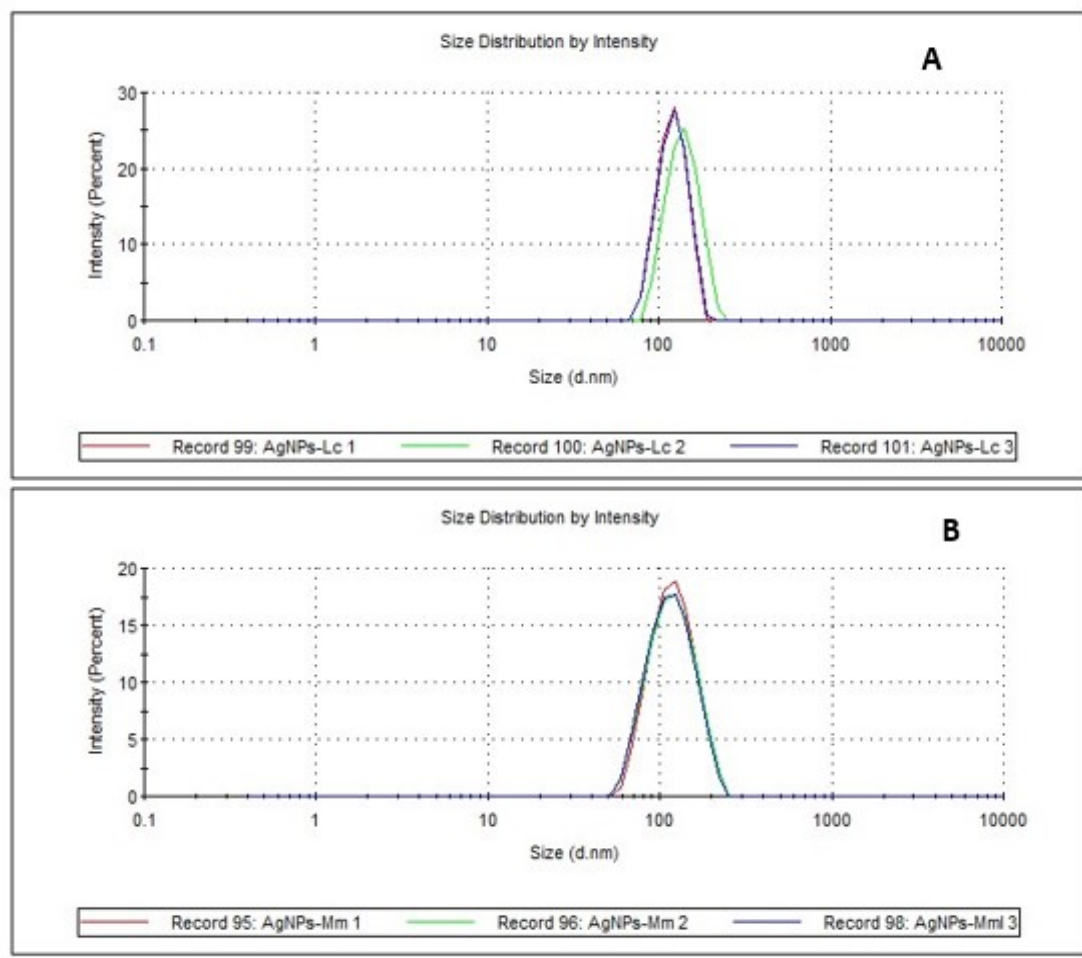 Size Distribution by Intensity
A
Intensity (Percent)
30
20
10
0
0.1 1 10 100 1000 10000
Size (d.nm)
Record 99: AgNPs-Lc 1 Record 100: AgNPs-Lc 2 Record 101: AgNPs-Lc 3
Size Distribution by Intensity
B
Intensity (Percent)
20
15
10
5
0
0.1 1 10 100 1000 10000
Size (d.nm)
Record 95: AgNPs-Mm 1 Record 96: AgNPs-Mm 2 Record 98: AgNPs-Mml 3